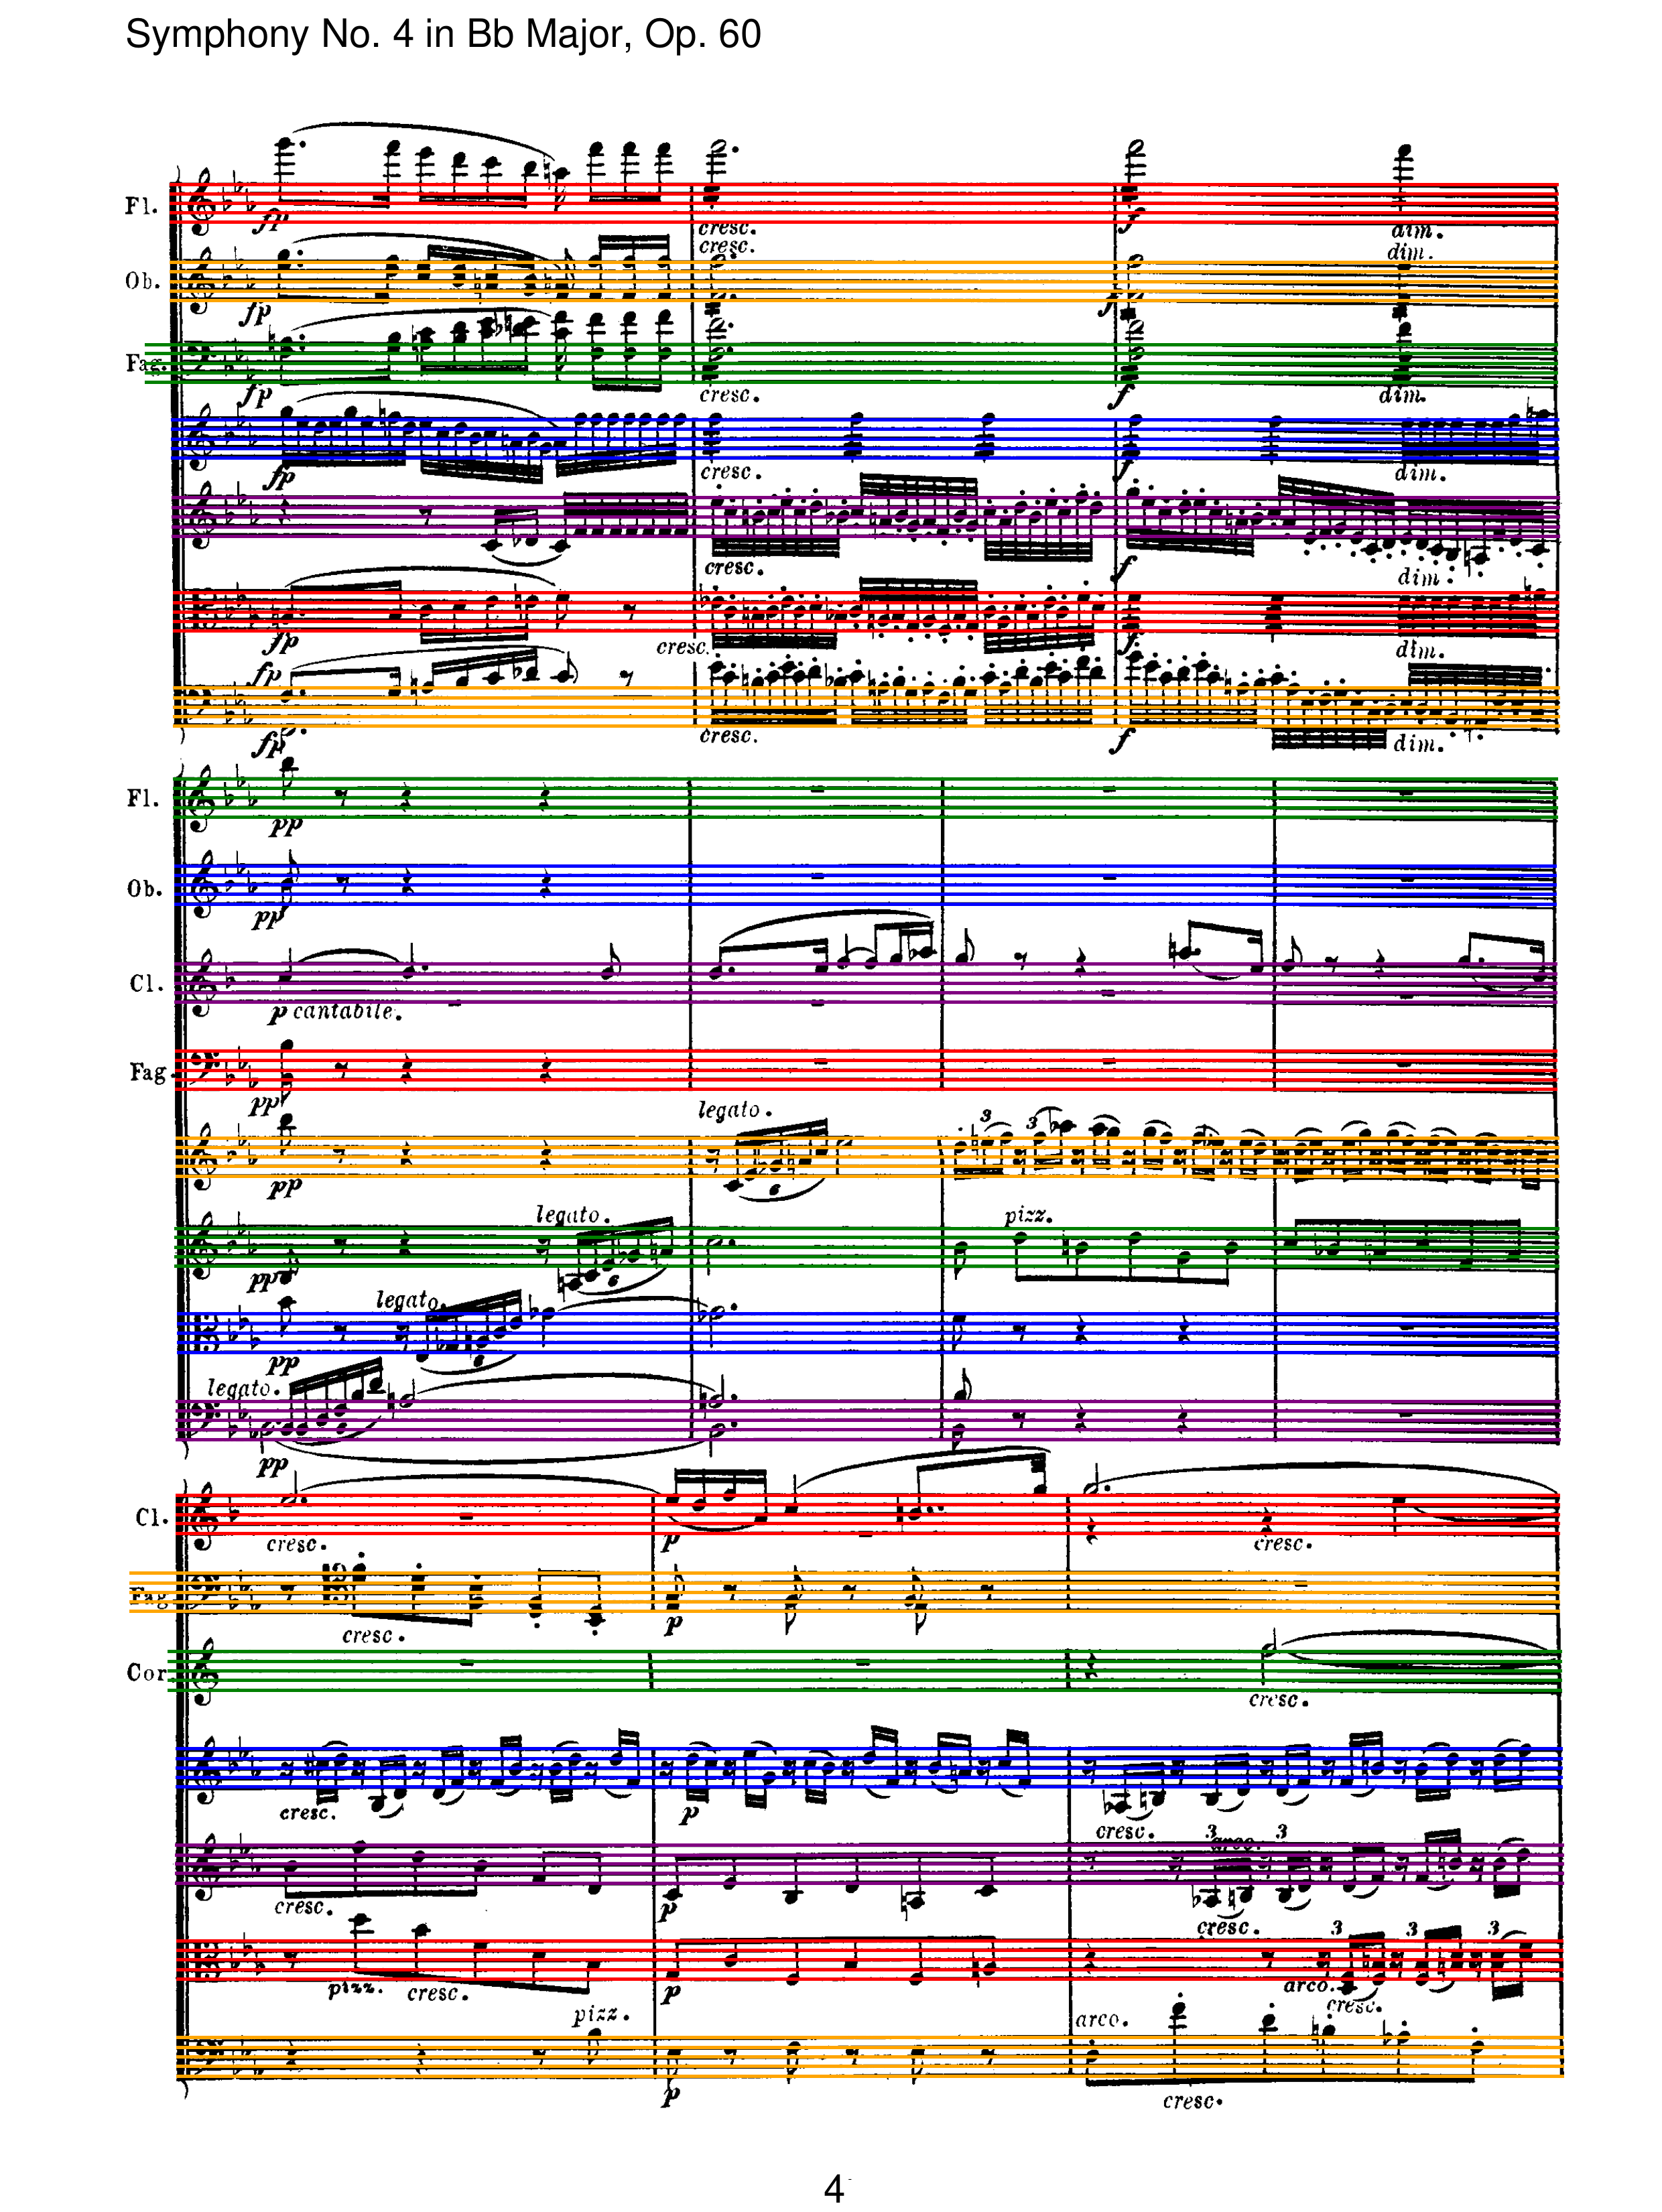 Symphony No. 4 in Bb Major, Op. 60
Fl.
fp cresc. f dim.
cresc. dim.
Ob.
fp f
Fag.
fp cresc. f dim.
fp cresc. f dim.
cresc. f dim.
fp cresc. f dim.
fp
fp cresc. f dim.
Fl.
pp
Ob.
pp
Cl.
p cantabile.
Fag.
pp
legato.
3 3
pp 6
legato. pizz.
pp 6
legato.
pp 6
legato.
pp
Cl.
cresc. p cresc.
Fag
cresc. p
Cor.
cresc.
cresc. p cresc.
3 arco. 3
cresc. p cresc.
3 3 3
pizz. cresc. p arco. cresc.
pizz. arco.
p cresc.
4